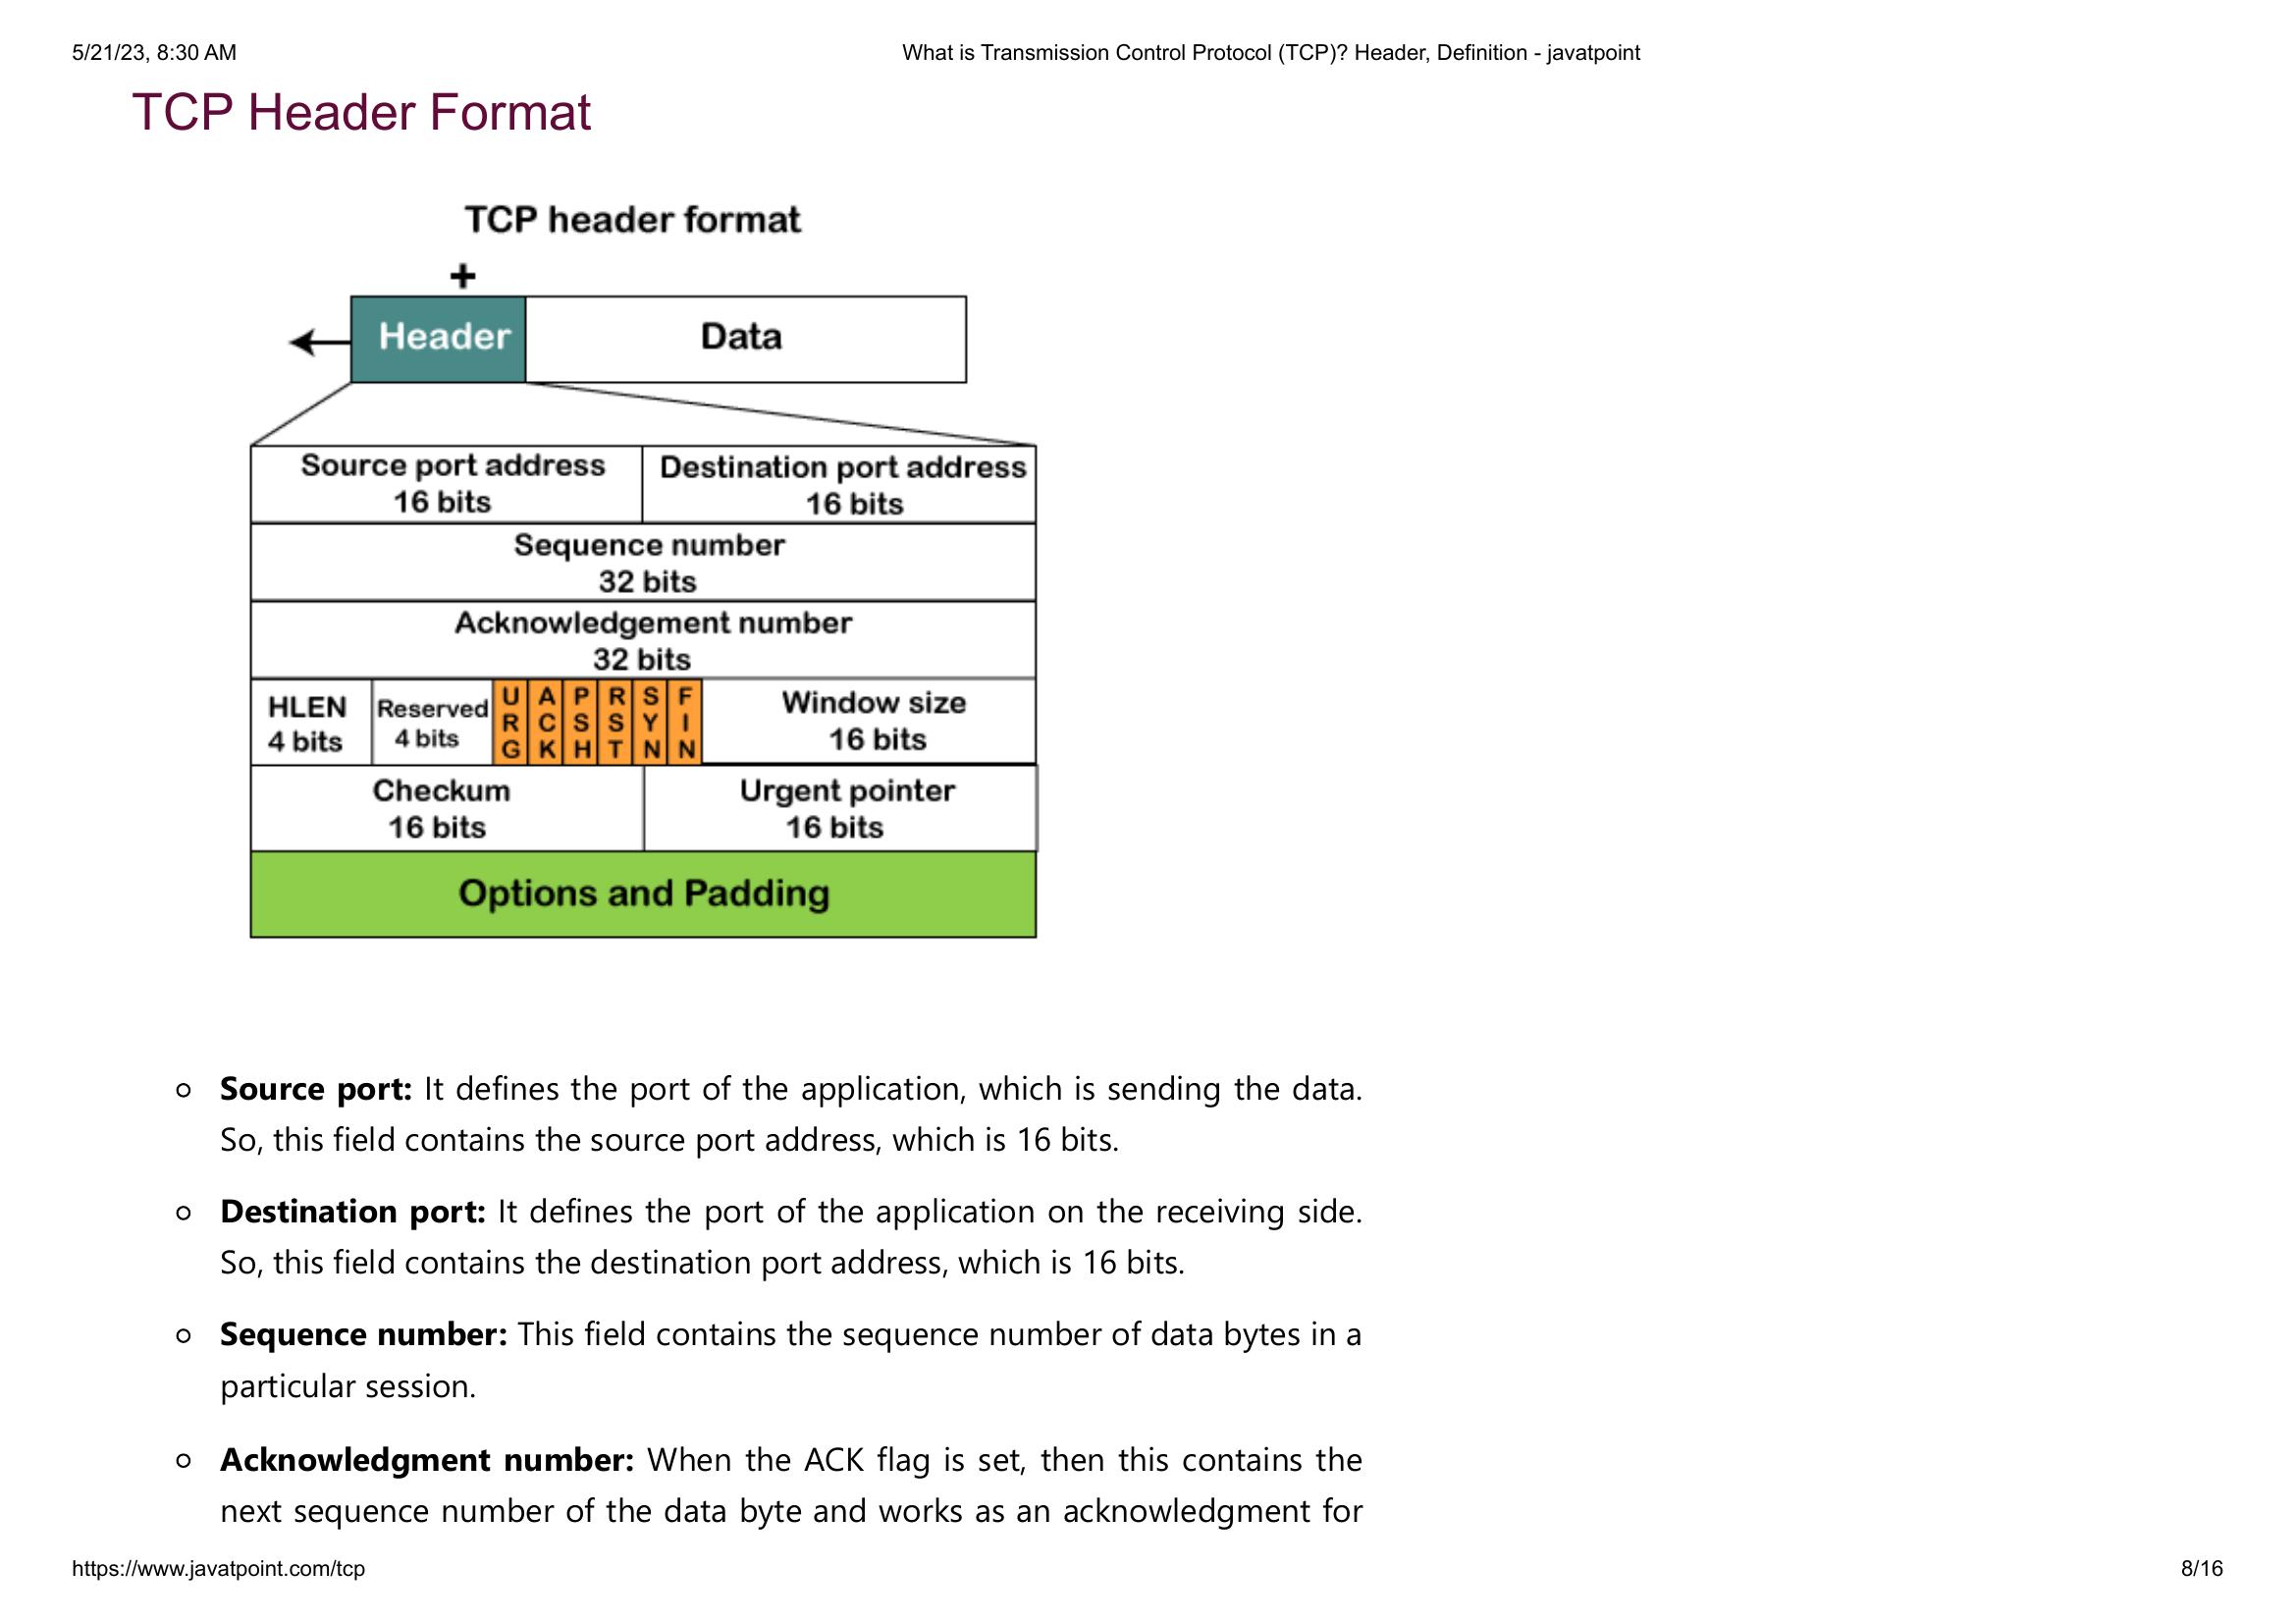 5/21/23, 8:30 AM
What is Transmission Control Protocol (TCP)? Header, Definition - javatpoint
TCP Header Format
TCP header format
+
Header
Data
Source port address
16 bits
Destination port address
16 bits
Sequence number
32 bits
Acknowledgement number
32 bits
HLEN
4 bits
Reserved
4 bits
URG
ACK
PSH
RST
SYN
FIN
Window size
16 bits
Checkum
16 bits
Urgent pointer
16 bits
Options and Padding
Source port: It defines the port of the application, which is sending the data.
So, this field contains the source port address, which is 16 bits.
Destination port: It defines the port of the application on the receiving side.
So, this field contains the destination port address, which is 16 bits.
Sequence number: This field contains the sequence number of data bytes in a
particular session.
Acknowledgment number: When the ACK flag is set, then this contains the
next sequence number of the data byte and works as an acknowledgment for
https://www.javatpoint.com/tcp
8/16